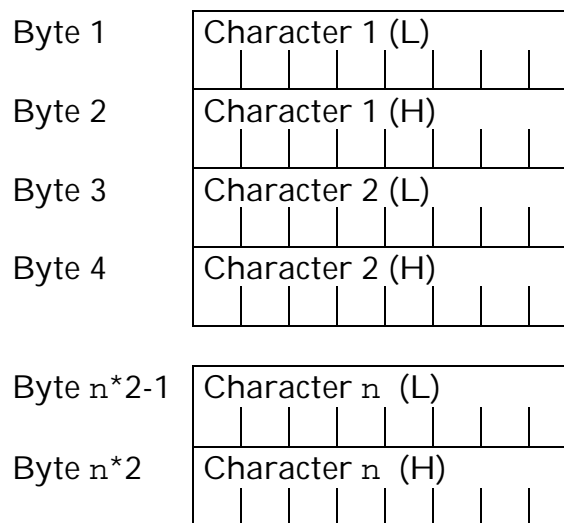 Byte 1 Character 1 (L)
Byte 2 Character 1 (H)
Byte 3 Character 2 (L)
Byte 4 Character 2 (H)
Byte n*2-1 Character n (L)
Byte n*2 Character n (H)